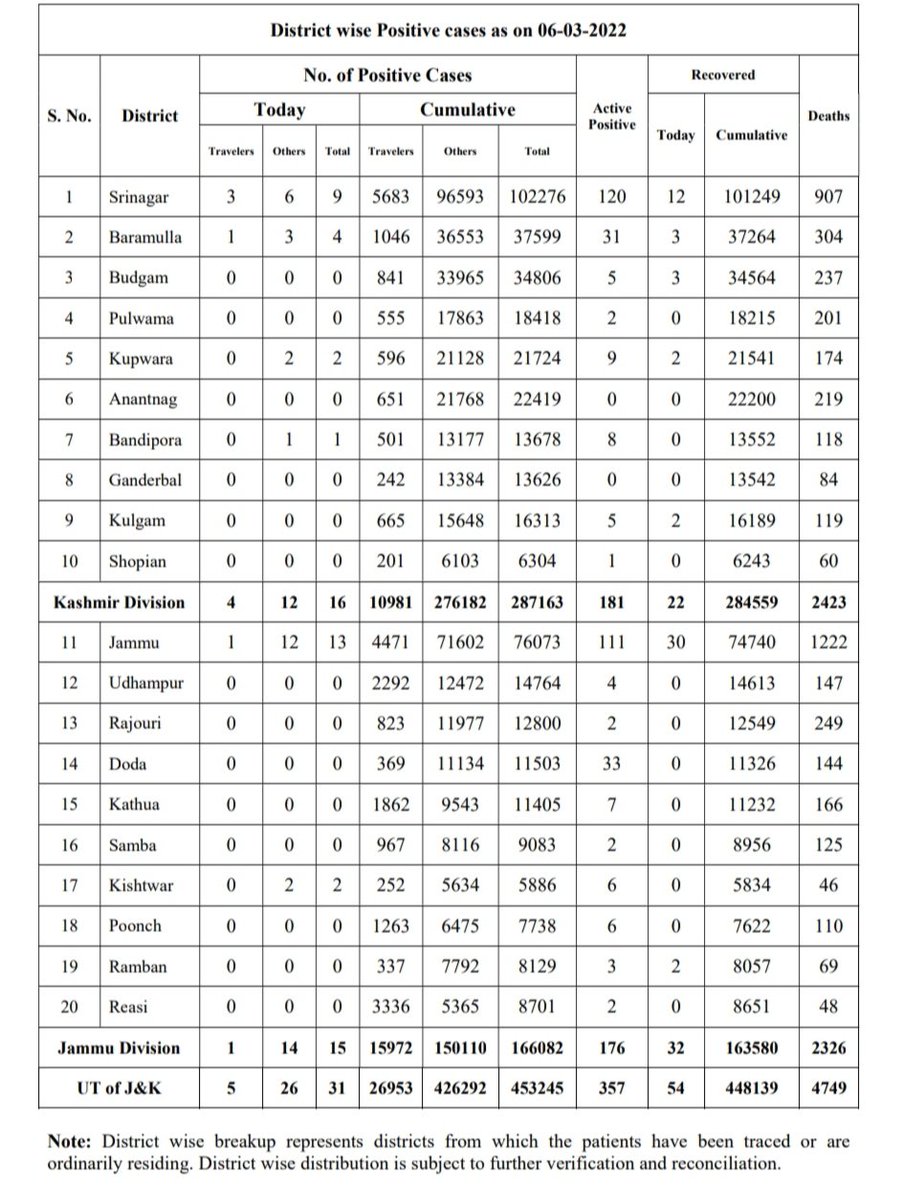 District wise Positive cases as on 06-03-2022
S. No. District No. of Positive Cases Active Positive Recovered Deaths
Today Cumulative Today Cumulative
Travelers Others Total Travelers Others Total
1 Srinagar 3 6 9 5683 96593 102276 120 12 101249 907
2 Baramulla 1 3 4 1046 36553 37599 31 3 37264 304
3 Budgam 0 0 0 841 33965 34806 5 3 34564 237
4 Pulwama 0 0 0 555 17863 18418 2 0 18215 201
5 Kupwara 0 2 2 596 21128 21724 9 2 21541 174
6 Anantnag 0 0 0 651 21768 22419 0 0 22200 219
7 Bandipora 0 1 1 501 13177 13678 8 0 13552 118
8 Ganderbal 0 0 0 242 13384 13626 0 0 13542 84
9 Kulgam 0 0 0 665 15648 16313 5 2 16189 119
10 Shopian 0 0 0 201 6103 6304 1 0 6243 60
Kashmir Division 4 12 16 10981 276182 287163 181 22 284559 2423
11 Jammu 1 12 13 4471 71602 76073 111 30 74740 1222
12 Udhampur 0 0 0 2292 12472 14764 4 0 14613 147
13 Rajouri 0 0 0 823 11977 12800 2 0 12549 249
14 Doda 0 0 0 369 11134 11503 33 0 11326 144
15 Kathua 0 0 0 1862 9543 11405 7 0 11232 166
16 Samba 0 0 0 967 8116 9083 2 0 8956 125
17 Kishtwar 0 2 2 252 5634 5886 6 0 5834 46
18 Poonch 0 0 0 1263 6475 7738 6 0 7622 110
19 Ramban 0 0 0 337 7792 8129 3 2 8057 69
20 Reasi 0 0 0 3336 5365 8701 2 0 8651 48
Jammu Division 1 14 15 15972 150110 166082 176 32 163580 2326
UT of J&K 5 26 31 26953 426292 453245 357 54 448139 4749
Note: District wise breakup represents districts from which the patients have been traced or are
ordinarily residing. District wise distribution is subject to further verification and reconciliation.